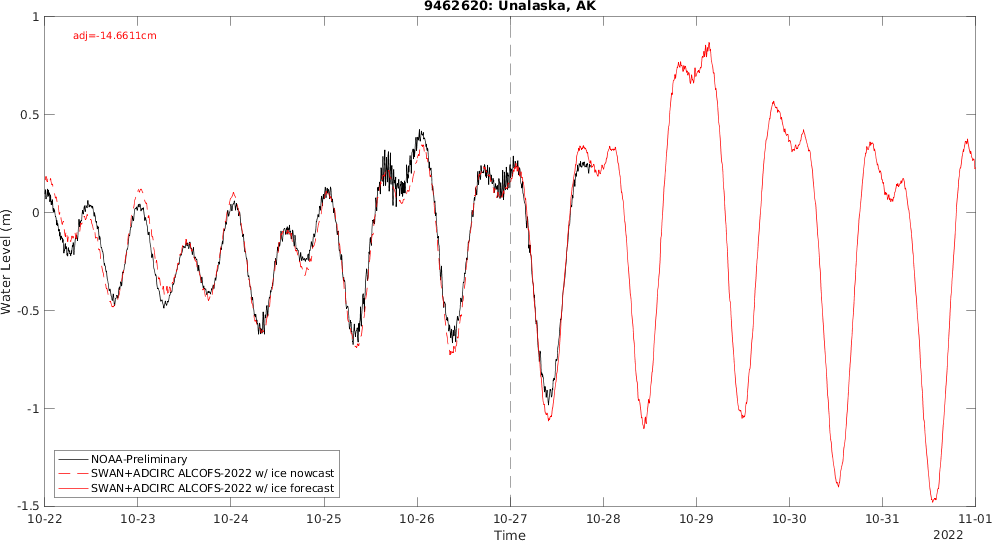 9462620: Unalaska, AK
adj=-14.6611cm
1
0.5
0
-0.5
-1
-1.5
Water Level (m)
NOAA-Preliminary
SWAN+ADCIRC ALCOFS-2022 w/ ice nowcast
SWAN+ADCIRC ALCOFS-2022 w/ ice forecast
10-22 10-23 10-24 10-25 10-26 10-27 10-28 10-29 10-30 10-31 11-01
Time
2022